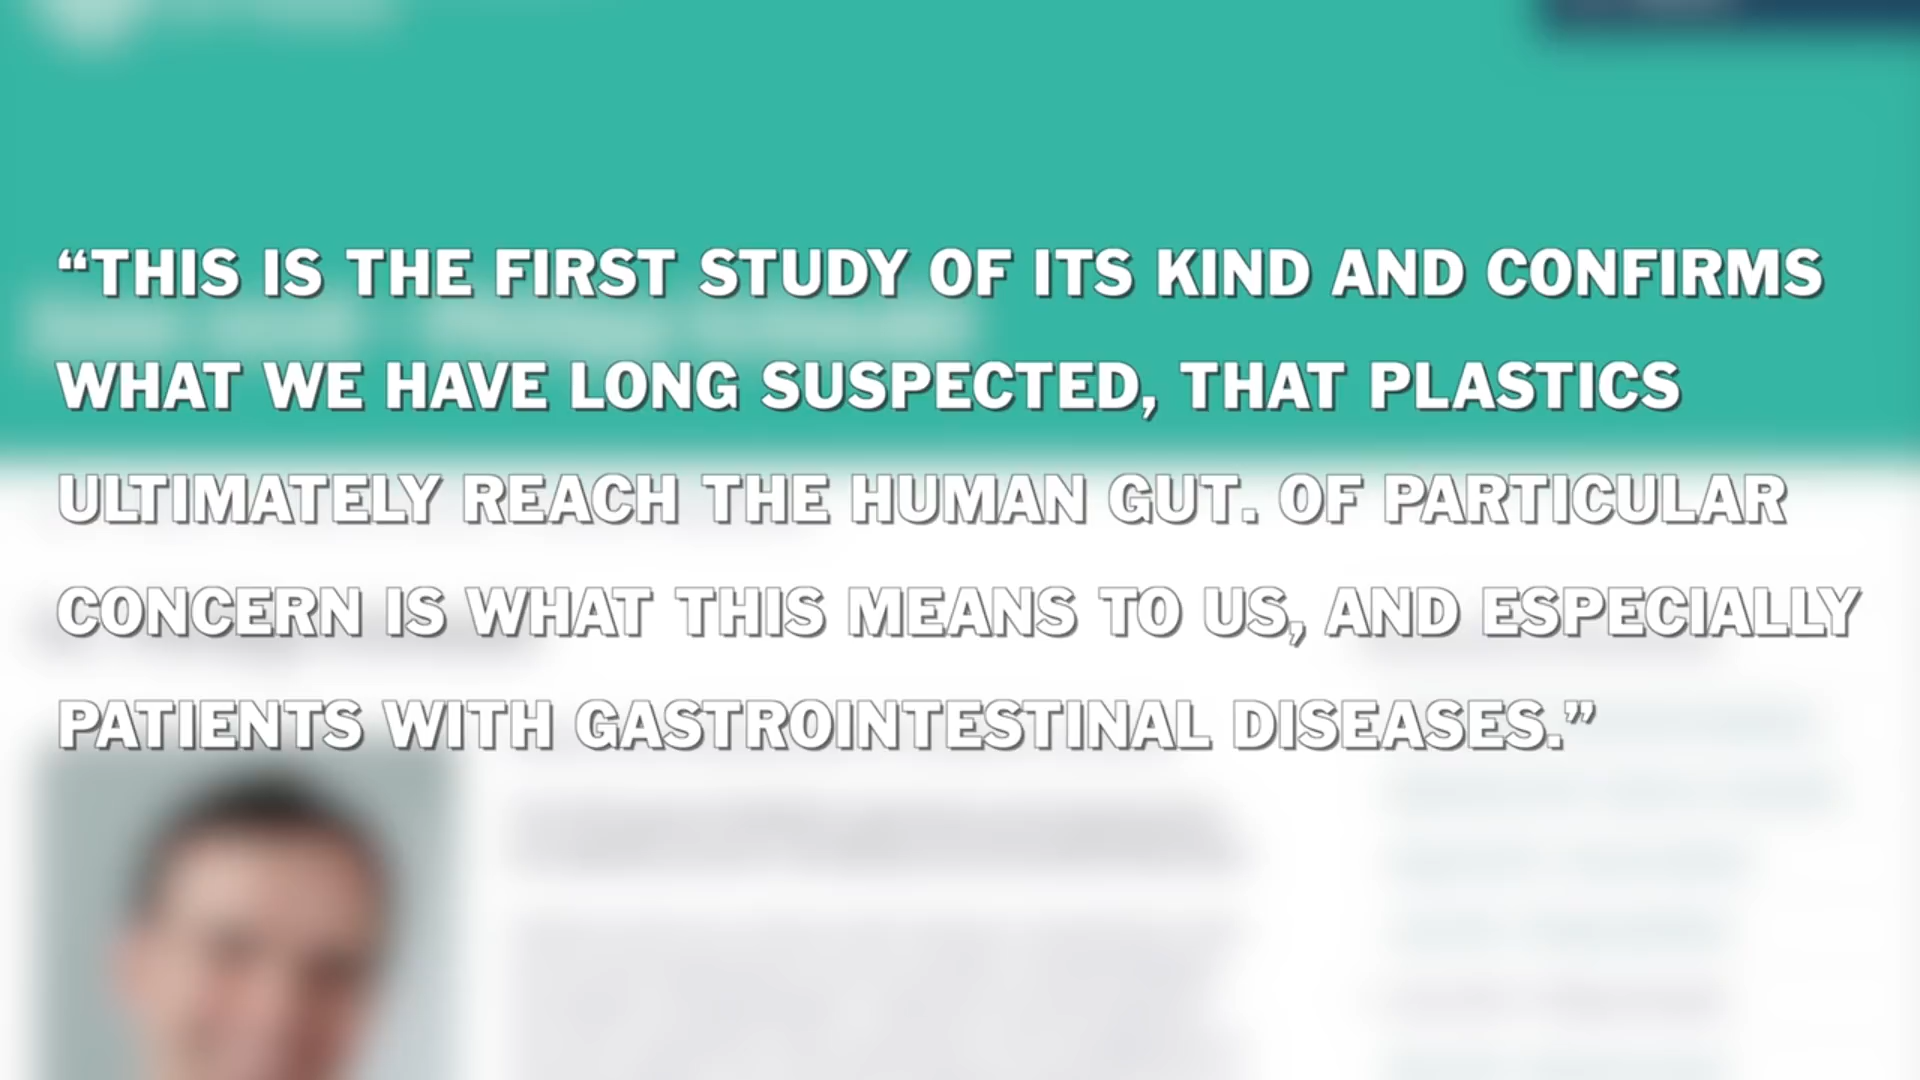 “THIS IS THE FIRST STUDY OF ITS KIND AND CONFIRMS
WHAT WE HAVE LONG SUSPECTED, THAT PLASTICS
ULTIMATELY REACH THE HUMAN GUT. OF PARTICULAR
CONCERN IS WHAT THIS MEANS TO US, AND ESPECIALLY
PATIENTS WITH GASTROINTESTINAL DISEASES.”